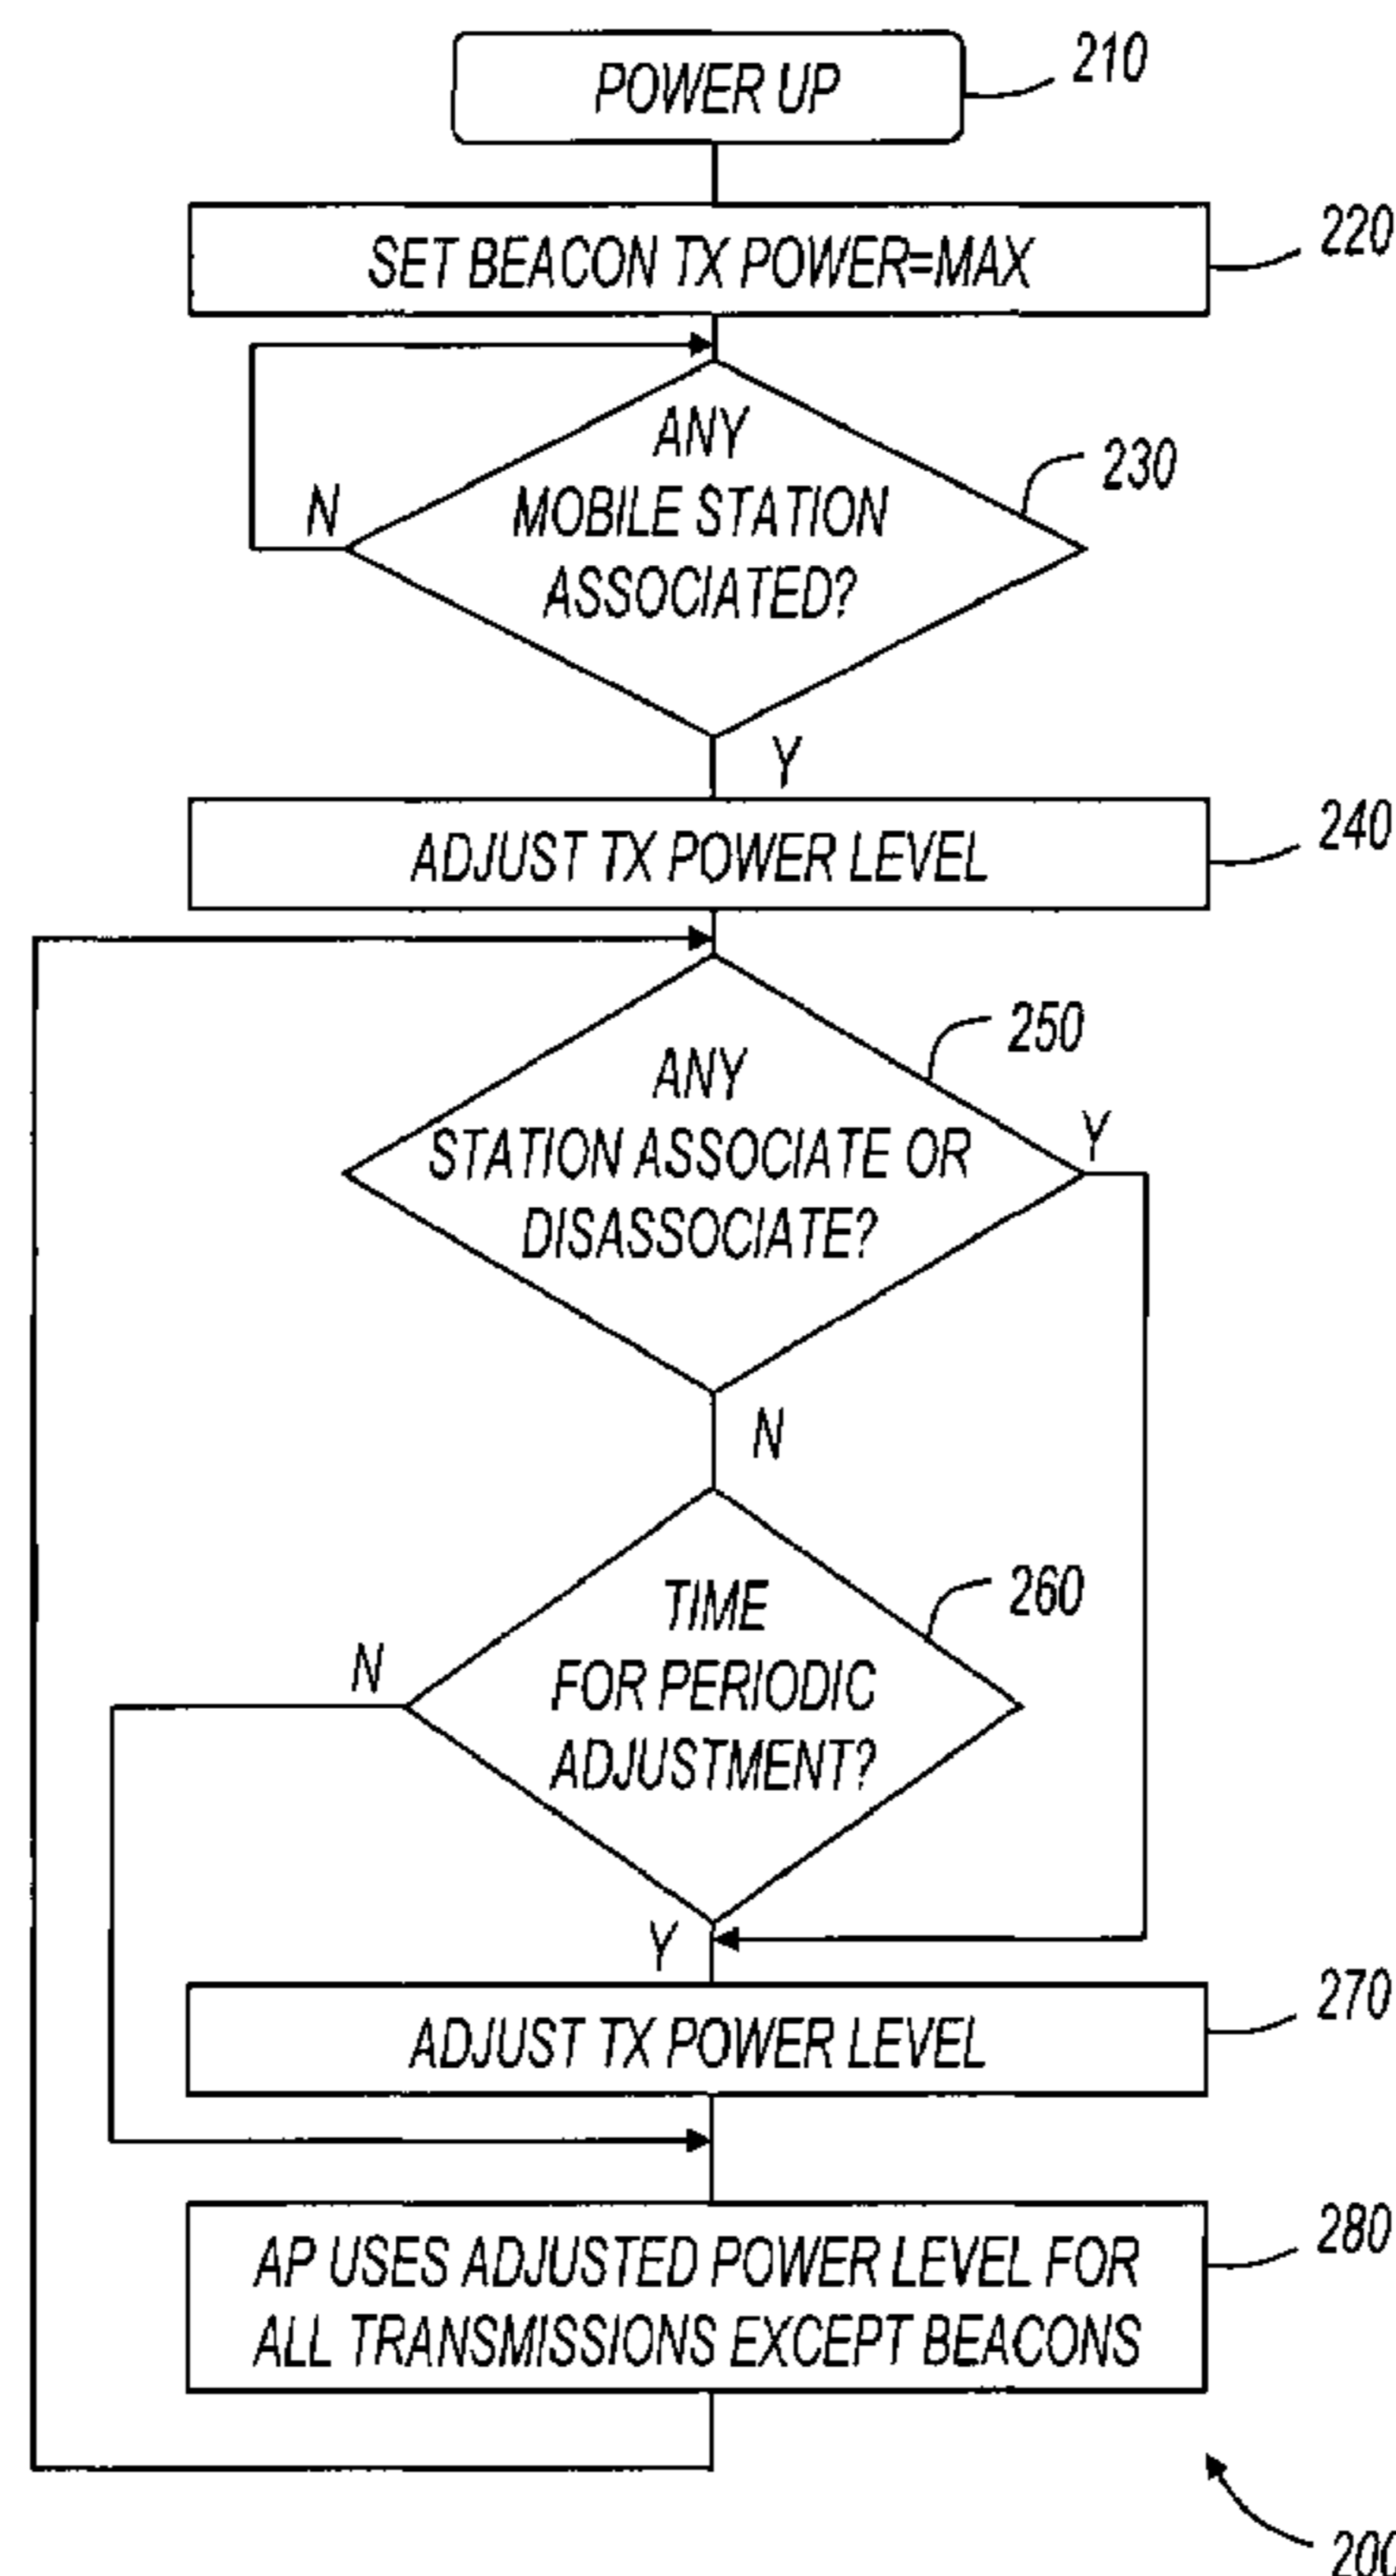 POWER UP
210
SET BEACON TX POWER=MAX
220
ANY
MOBILE STATION
ASSOCIATED?
230
N
Y
ADJUST TX POWER LEVEL
240
ANY
STATION ASSOCIATE OR
DISASSOCIATE?
250
Y
N
TIME
FOR PERIODIC
ADJUSTMENT?
260
N
Y
ADJUST TX POWER LEVEL
270
AP USES ADJUSTED POWER LEVEL FOR
ALL TRANSMISSIONS EXCEPT BEACONS
280
200